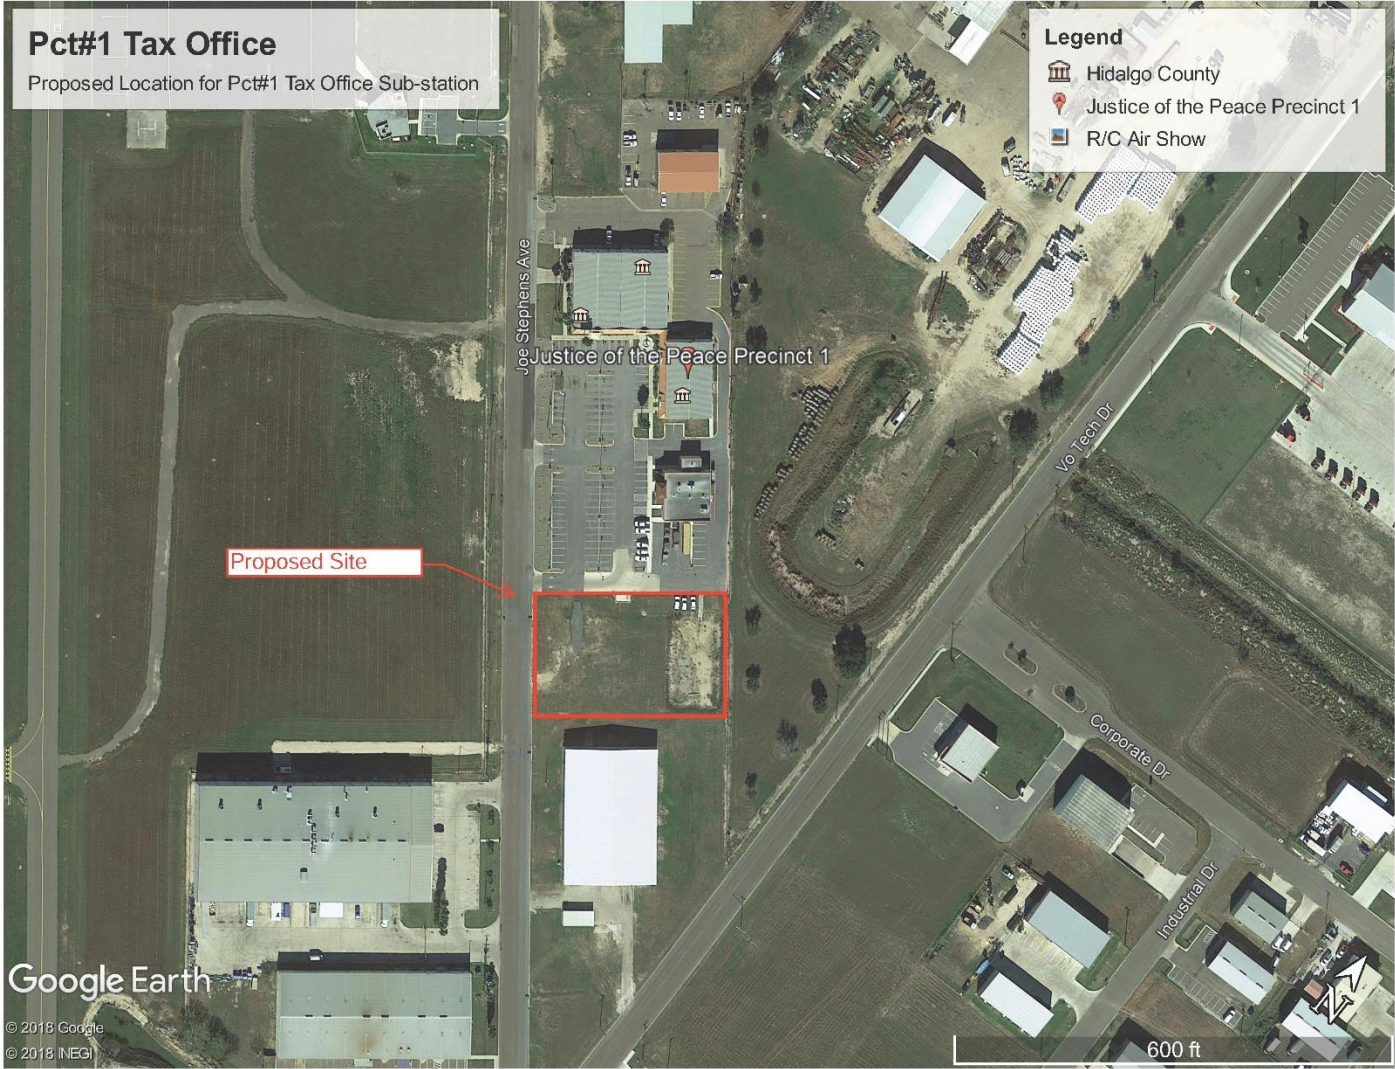 Pct#1 Tax Office
Proposed Location for Pct#1 Tax Office Sub-station
Legend
Hidalgo County
Justice of the Peace Precinct 1
R/C Air Show
Joe Stephens Ave
Justice of the Peace Precinct 1
Vo Tech Dr
Proposed Site
Corporate Dr
Industrial Dr
Google Earth
© 2018 Google
© 2018 INEGI
N
600 ft